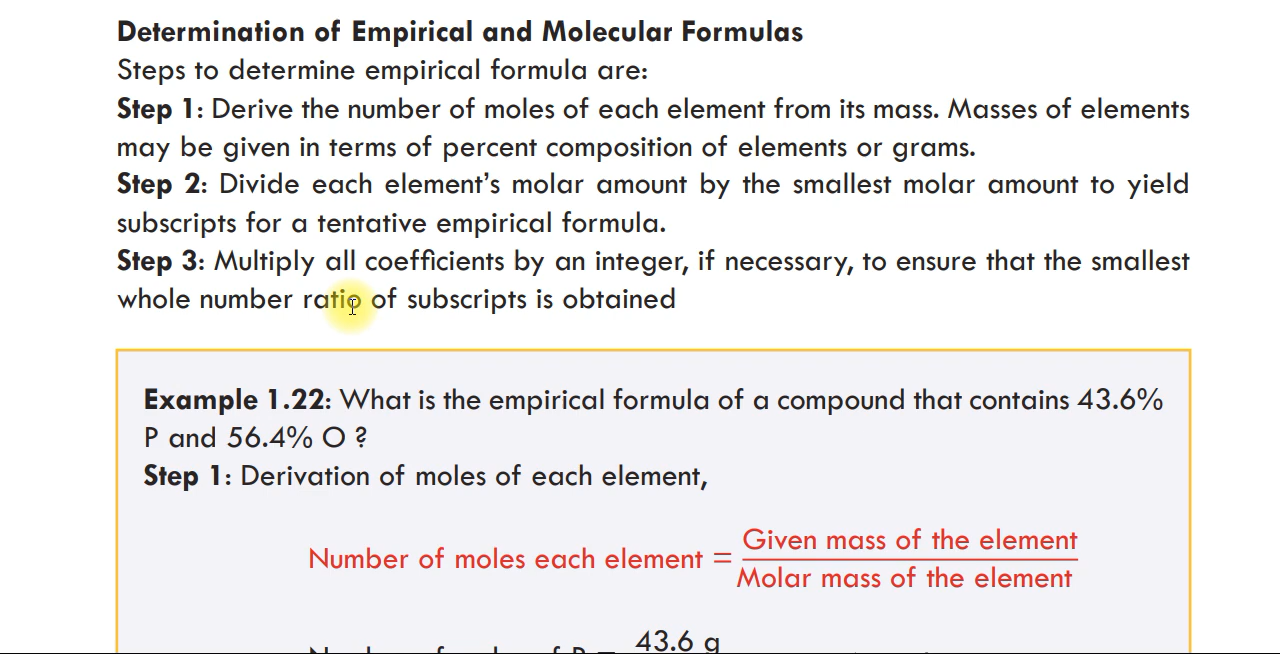 Determination of Empirical and Molecular Formulas
Steps to determine empirical formula are:
Step 1: Derive the number of moles of each element from its mass. Masses of elements
may be given in terms of percent composition of elements or grams.
Step 2: Divide each element’s molar amount by the smallest molar amount to yield
subscripts for a tentative empirical formula.
Step 3: Multiply all coefficients by an integer, if necessary, to ensure that the smallest
whole number ratio of subscripts is obtained
Example 1.22: What is the empirical formula of a compound that contains 43.6%
P and 56.4% O ?
Step 1: Derivation of moles of each element,
Given mass of the element
Number of moles each element =
Molar mass of the element
43.6 g